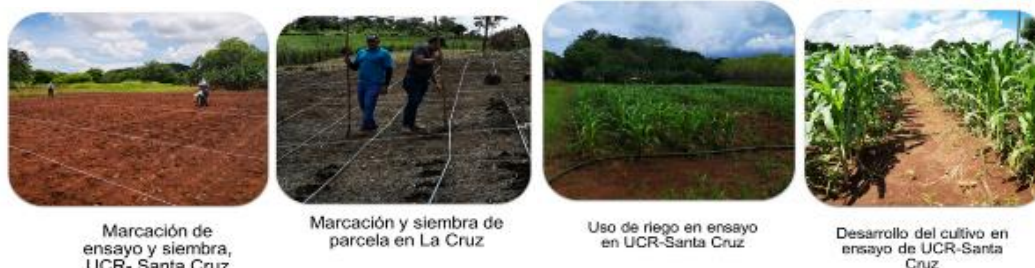 Marcación de
ensayo y siembra,
UCR- Santa Cruz
Marcación y siembra de
parcela en La Cruz
Uso de riego en ensayo
en UCR-Santa Cruz
Desarrollo del cultivo en
ensayo de UCR-Santa
Cruz